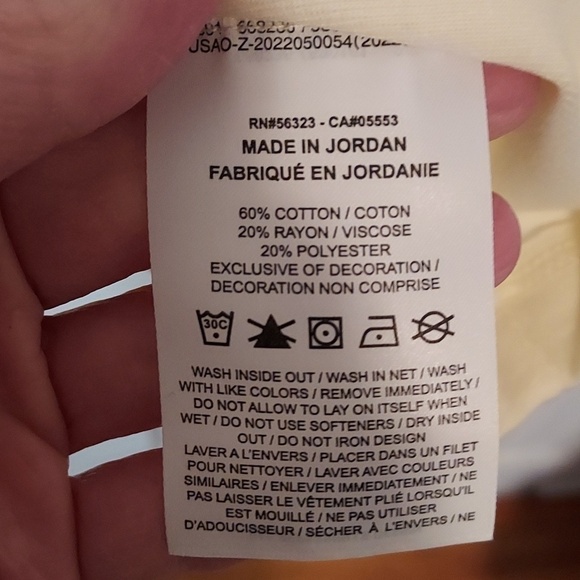 USAO-Z-2022050054(2022
RN#56323 - CA#05553
MADE IN JORDAN
FABRIQUÉ EN JORDANIE
60% COTTON / COTON
20% RAYON / VISCOSE
20% POLYESTER
EXCLUSIVE OF DECORATION /
DECORATION NON COMPRISE
30C
WASH INSIDE OUT / WASH IN NET / WASH
WITH LIKE COLORS / REMOVE IMMEDIATELY /
DO NOT ALLOW TO LAY ON ITSELF WHEN
WET / DO NOT USE SOFTENERS / DRY INSIDE
OUT / DO NOT IRON DESIGN
LAVER A L'ENVERS / PLACER DANS UN FILET
POUR NETTOYER / LAVER AVEC COULEURS
SIMILAIRES / ENLEVER IMMEDIATEMENT / NE
PAS LAISSER LE VÊTEMENT PLIÉ LORSQU'IL
EST MOUILLÉ / NE PAS UTILISER
D'ADOUCISSEUR / SÉCHER À L'ENVERS / NE